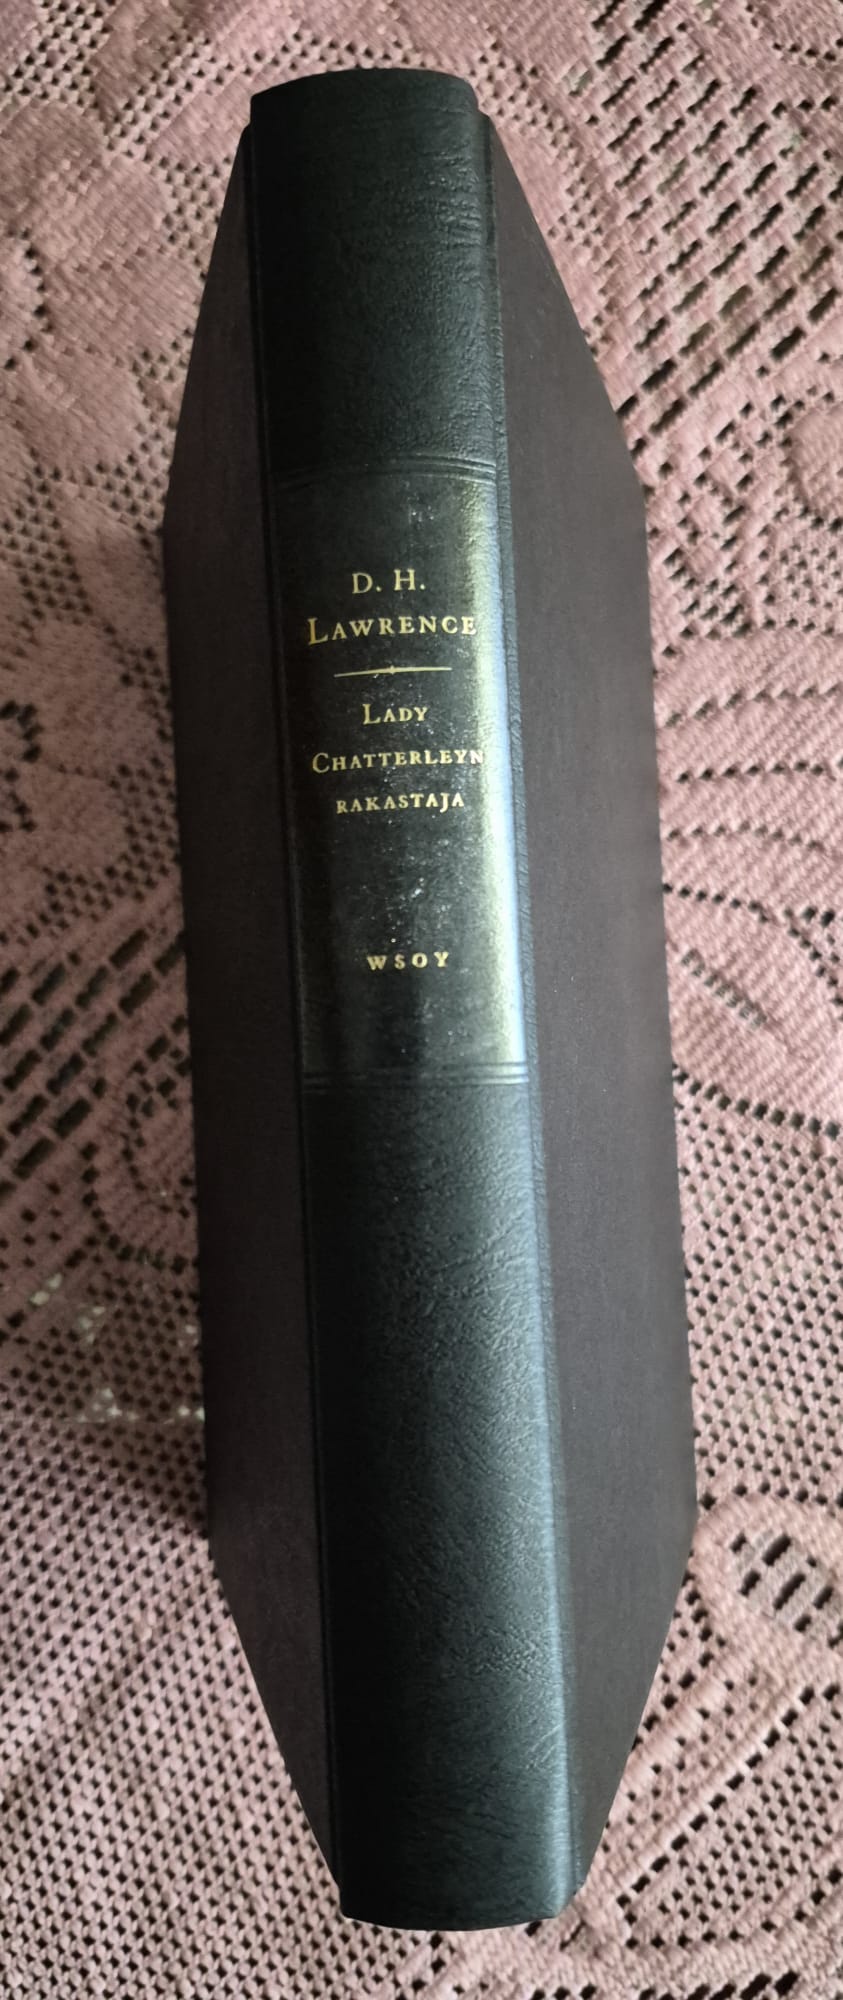 D. H.
LAWRENCE
LADY
CHATTERLEYN
RAKASTAJA
WSOY